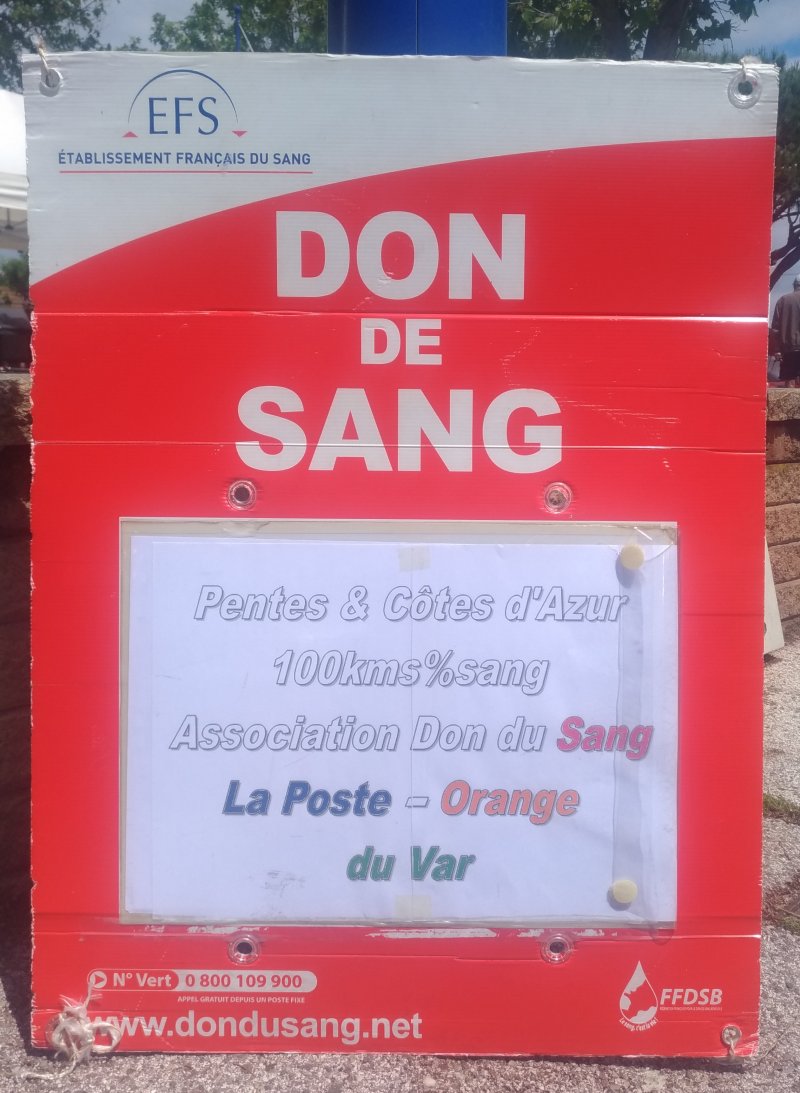 EFS
ÉTABLISSEMENT FRANÇAIS DU SANG
DON
DE
SANG
Pentes & Côtes d'Azur
100kms%sang
Association Don du Sang
La Poste - Orange
du Var
N° Vert 0 800 109 900
APPEL GRATUIT DEPUIS UN POSTE FIXE
www.dondusang.net
FFDSB